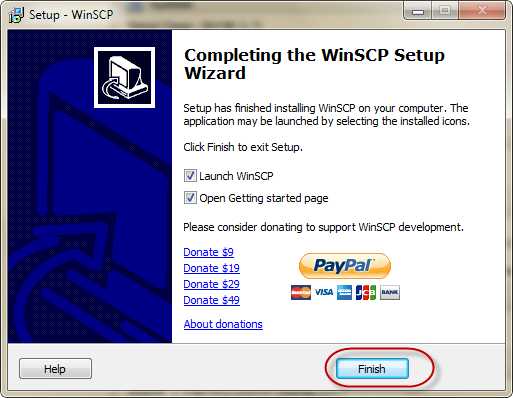 Setup - WinSCP
Completing the WinSCP Setup
Wizard
Setup has finished installing WinSCP on your computer. The
application may be launched by selecting the installed icons.
Click Finish to exit Setup.
Launch WinSCP
Open Getting started page
Please consider donating to support WinSCP development.
Donate $9
Donate $19
Donate $29
Donate $49
PayPal
MasterCard VISA JCB BANK
About donations
Help
Finish